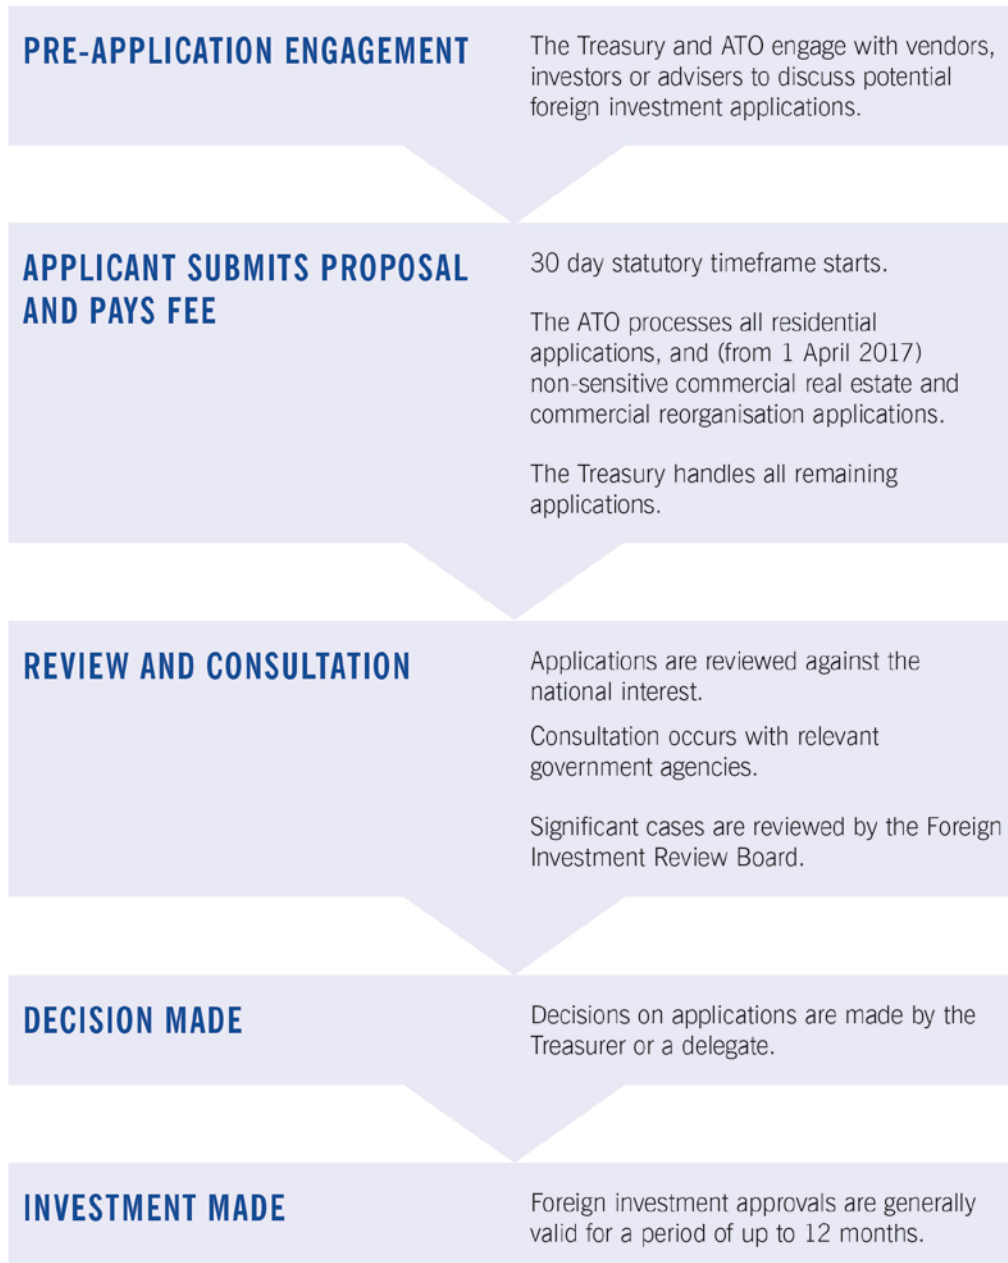 PRE-APPLICATION ENGAGEMENT
The Treasury and ATO engage with vendors,
investors or advisers to discuss potential
foreign investment applications.
APPLICANT SUBMITS PROPOSAL
AND PAYS FEE
30 day statutory timeframe starts.
The ATO processes all residential
applications, and (from 1 April 2017)
non-sensitive commercial real estate and
commercial reorganisation applications.
The Treasury handles all remaining
applications.
REVIEW AND CONSULTATION
Applications are reviewed against the
national interest.
Consultation occurs with relevant
government agencies.
Significant cases are reviewed by the Foreign
Investment Review Board.
DECISION MADE
Decisions on applications are made by the
Treasurer or a delegate.
INVESTMENT MADE
Foreign investment approvals are generally
valid for a period of up to 12 months.